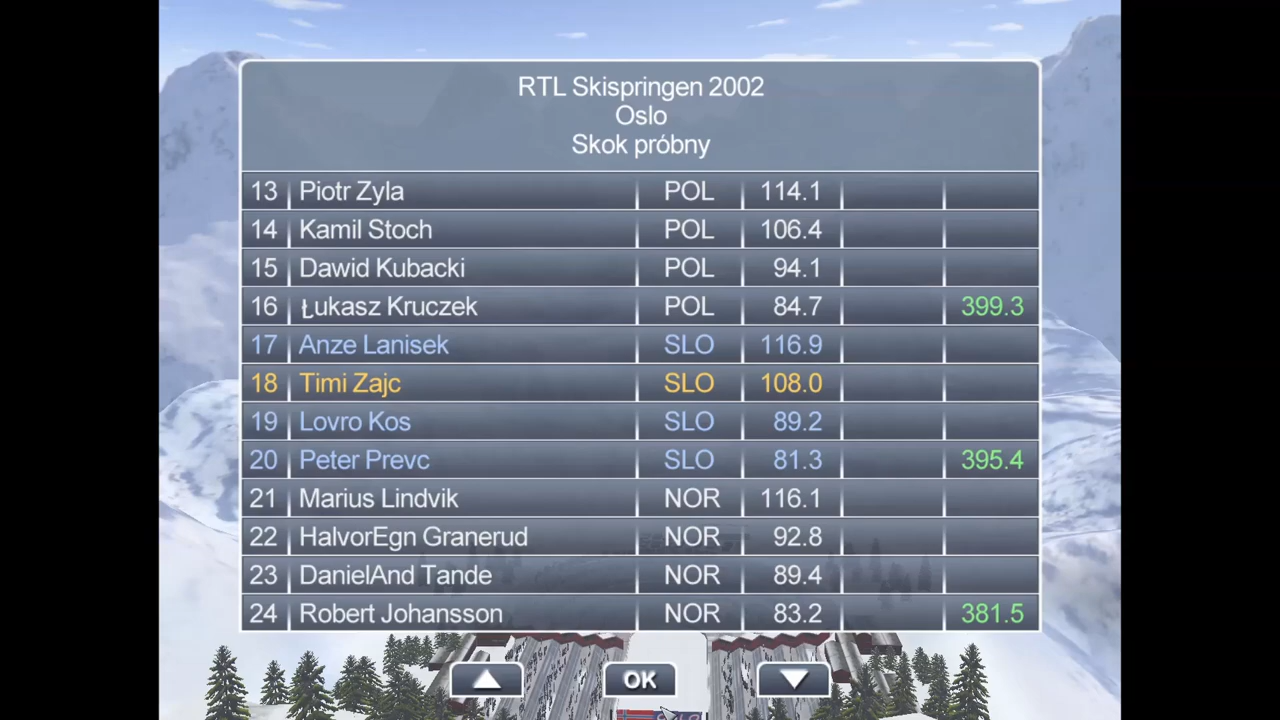 RTL Skispringen 2002
Oslo
Skok próbny
13 Piotr Zyla POL 114.1
14 Kamil Stoch POL 106.4
15 Dawid Kubacki POL 94.1
16 Łukasz Kruczek POL 84.7 399.3
17 Anze Lanisek SLO 116.9
18 Timi Zajc SLO 108.0
19 Lovro Kos SLO 89.2
20 Peter Prevc SLO 81.3 395.4
21 Marius Lindvik NOR 116.1
22 HalvorEgn Granerud NOR 92.8
23 DanielAnd Tande NOR 89.4
24 Robert Johansson NOR 83.2 381.5
OK